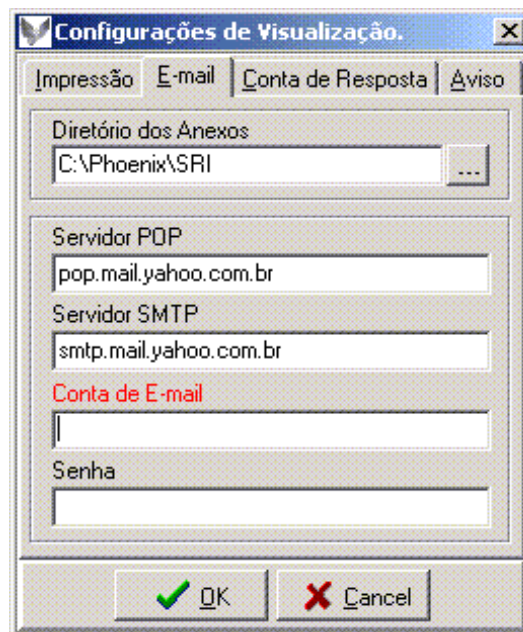 Configurações de Visualização.
Impressão E-mail Conta de Resposta Aviso
Diretório dos Anexos
C:\Phoenix\SRI ...
Servidor POP
pop.mail.yahoo.com.br
Servidor SMTP
smtp.mail.yahoo.com.br
Conta de E-mail
Senha
OK Cancel